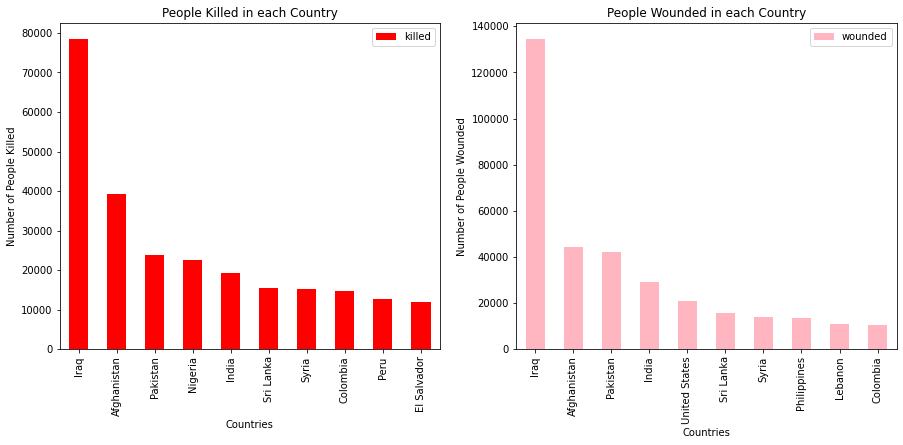 People Killed in each Country
killed
80000
70000
60000
50000
40000
30000
20000
10000
0
Number of People Killed
Iraq
Afghanistan
Pakistan
Nigeria
India
Sri Lanka
Syria
Colombia
Peru
El Salvador
Countries
People Wounded in each Country
wounded
140000
120000
100000
80000
60000
40000
20000
0
Number of People Wounded
Iraq
Afghanistan
Pakistan
India
United States
Sri Lanka
Syria
Philippines
Lebanon
Colombia
Countries